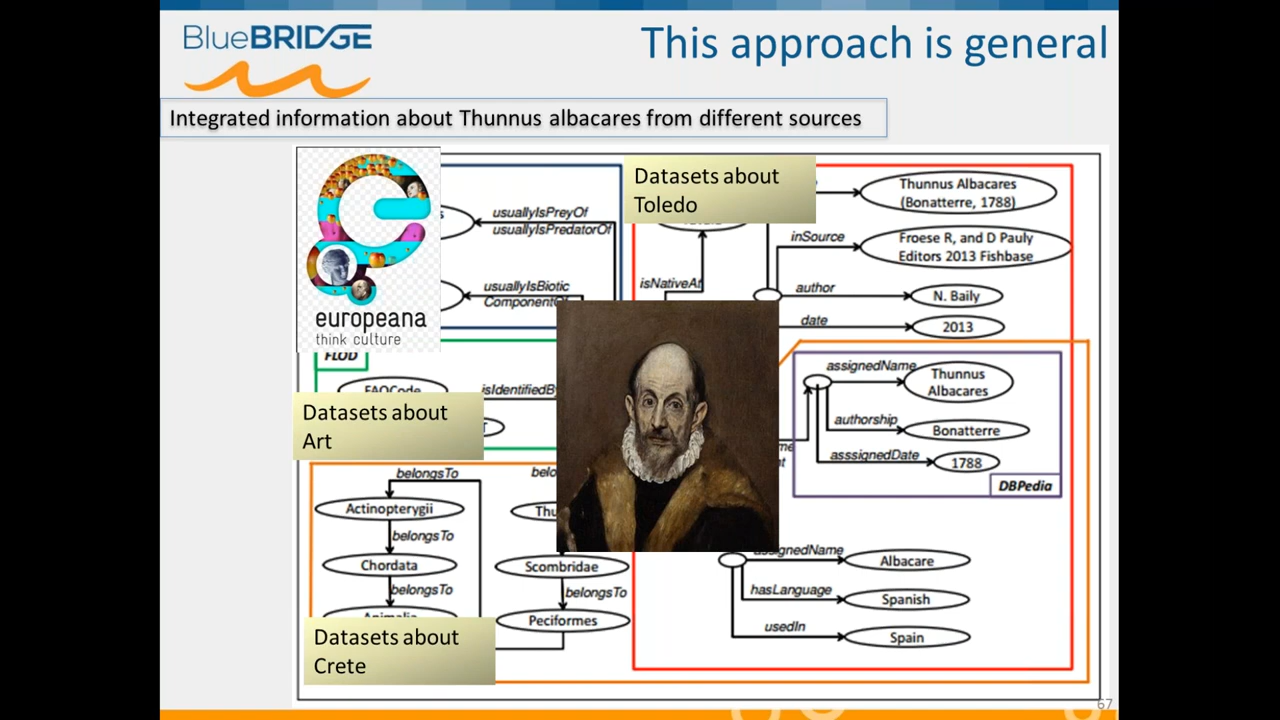 BlueBRIDGE
This approach is general
Integrated information about Thunnus albacares from different sources
europeana
think culture
usuallyIsPreyOf
usuallyIsPredatorOf
usuallyIsBiotic
Datasets about
Toledo
Thunnus Albacares
(Bonatterre, 1788)
inSource
Froese R, and D Pauly
Editors 2013 Fishbase
isNativeAt
author
N. Baily
date
2013
FLOD
FAOCode
isIdentifiedBy
Datasets about
Art
assignedName
Thunnus
Albacares
authorship
Bonatterre
asssignedDate
1788
DBPedia
belongsTo
Actinopterygii
belongsTo
Chordata
belongsTo
Scombridae
belongsTo
Peciformes
Datasets about
Crete
assignedName
Albacare
hasLanguage
Spanish
usedIn
Spain
67